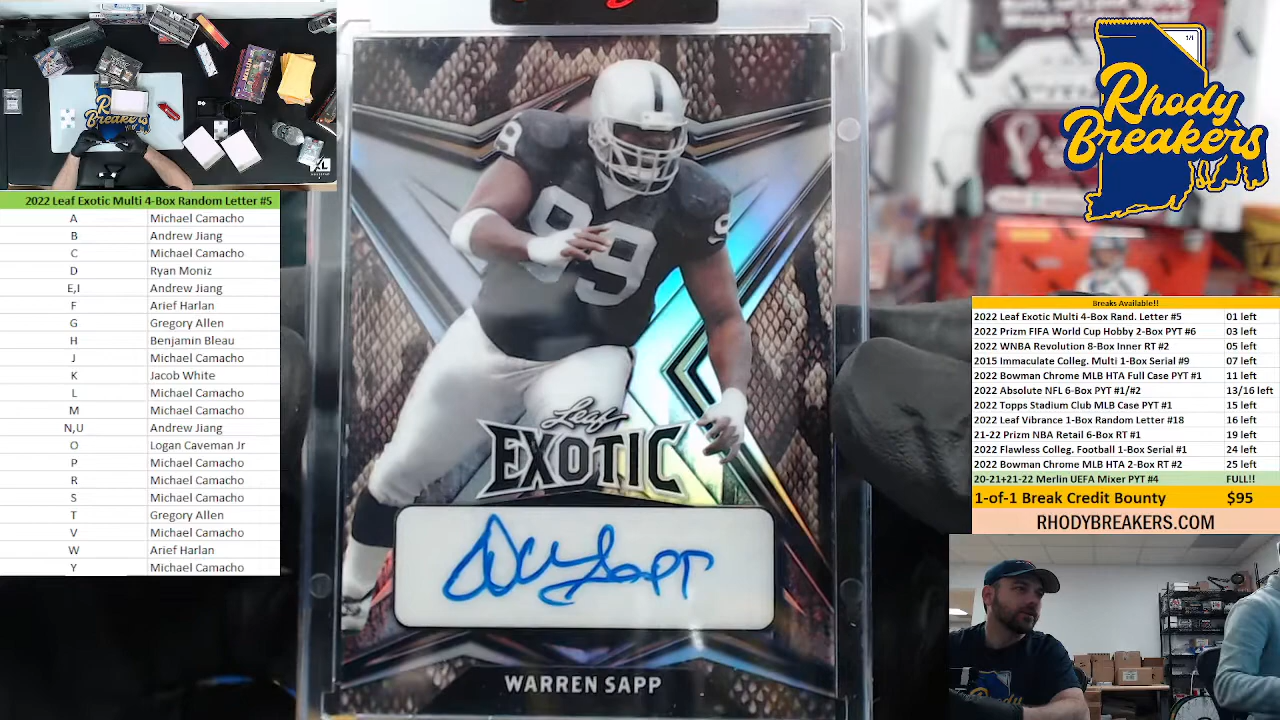 2022 Leaf Exotic Multi 4-Box Random Letter #5
A Michael Camacho
B Andrew Jiang
C Michael Camacho
D Ryan Moniz
E,I Andrew Jiang
F Arief Harlan
G Gregory Allen
H Benjamin Bleau
J Michael Camacho
K Jacob White
L Michael Camacho
M Michael Camacho
N,U Andrew Jiang
O Logan Caveman Jr
P Michael Camacho
R Michael Camacho
S Michael Camacho
T Gregory Allen
V Michael Camacho
W Arief Harlan
Y Michael Camacho
99
Leaf
EXOTIC
WARREN SAPP
1/1
Rhody
Breakers
Breaks Available!!
2022 Leaf Exotic Multi 4-Box Rand. Letter #5 01 left
2022 Prizm FIFA World Cup Hobby 2-Box PYT #6 03 left
2022 WNBA Revolution 8-Box Inner RT #2 05 left
2015 Immaculate Colleg. Multi 1-Box Serial #9 07 left
2022 Bowman Chrome MLB HTA Full Case PYT #1 11 left
2022 Absolute NFL 6-Box PYT #1/#2 13/16 left
2022 Topps Stadium Club MLB Case PYT #1 15 left
2022 Leaf Vibrance 1-Box Random Letter #18 16 left
21-22 Prizm NBA Retail 6-Box RT #1 19 left
2022 Flawless Colleg. Football 1-Box Serial #1 24 left
2022 Bowman Chrome MLB HTA 2-Box RT #2 25 left
20-21+21-22 Merlin UEFA Mixer PYT #4 FULL!!
1-of-1 Break Credit Bounty $95
RHODYBREAKERS.COM
Rhody